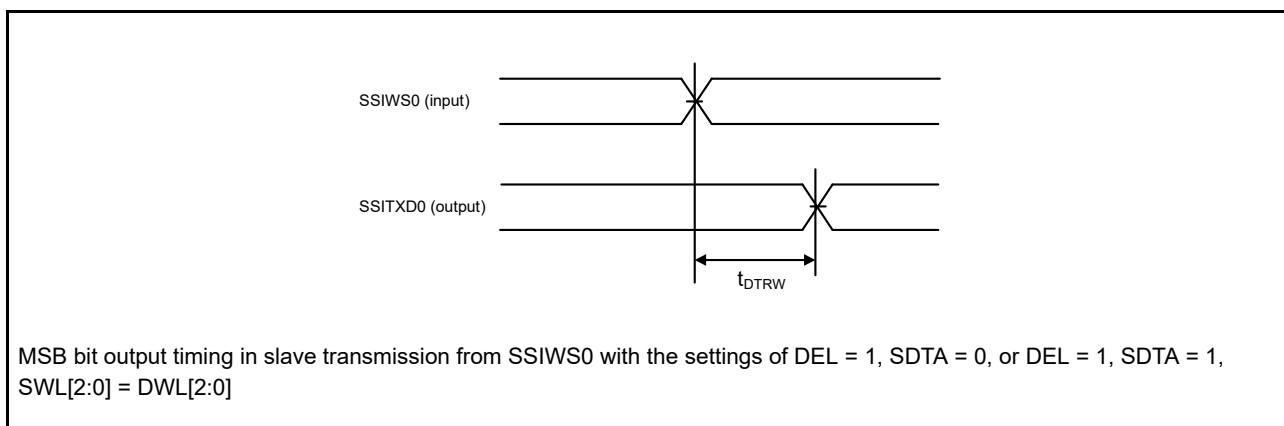 SSIWS0 (input)
SSITXD0 (output)
tDTRW
MSB bit output timing in slave transmission from SSIWS0 with the settings of DEL = 1, SDTA = 0, or DEL = 1, SDTA = 1,
SWL[2:0] = DWL[2:0]